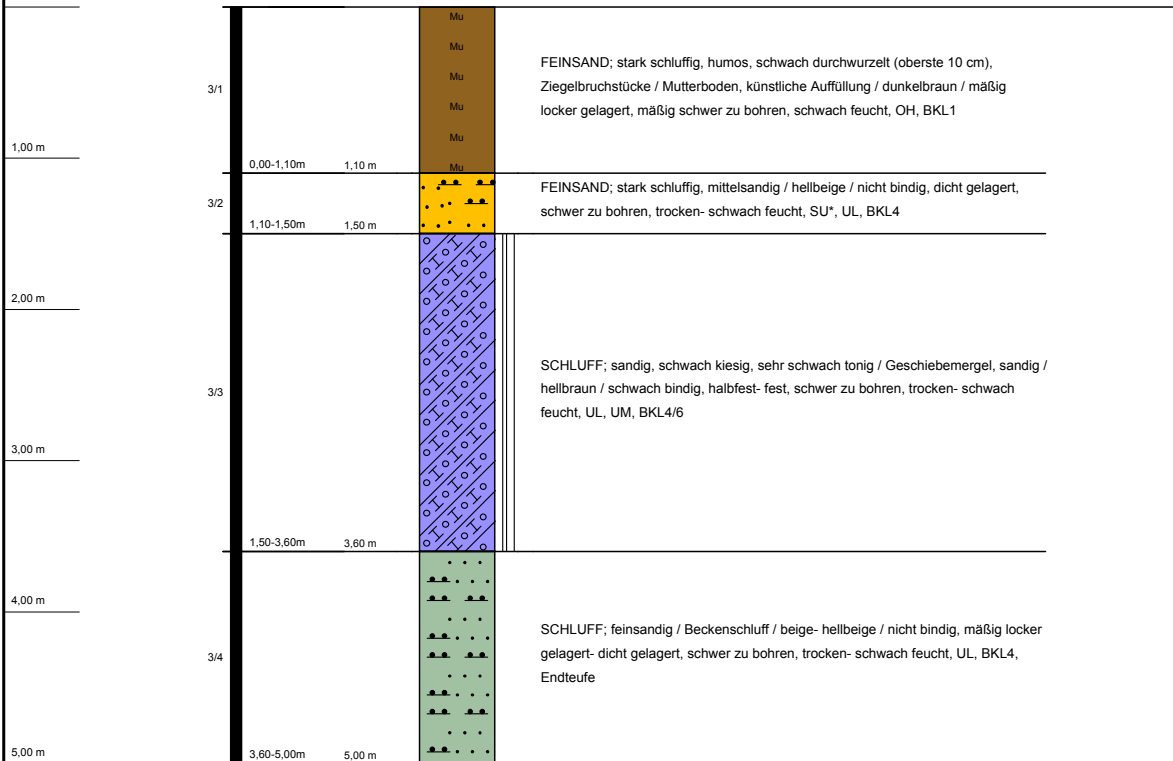 Mu
Mu
Mu
Mu
Mu
Mu
3/1
FEINSAND; stark schluffig, humos, schwach durchwurzelt (oberste 10 cm),
Ziegelbruchstücke / Mutterboden, künstliche Auffüllung / dunkelbraun / mäßig
locker gelagert, mäßig schwer zu bohren, schwach feucht, OH, BKL1
1,00 m
0,00-1,10m 1,10 m
3/2
FEINSAND; stark schluffig, mittelsandig / hellbeige / nicht bindig, dicht gelagert,
schwer zu bohren, trocken- schwach feucht, SU*, UL, BKL4
1,10-1,50m 1,50 m
2,00 m
3/3
SCHLUFF; sandig, schwach kiesig, sehr schwach tonig / Geschiebemergel, sandig /
hellbraun / schwach bindig, halbfest- fest, schwer zu bohren, trocken- schwach
feucht, UL, UM, BKL4/6
3,00 m
1,50-3,60m 3,60 m
4,00 m
3/4
SCHLUFF; feinsandig / Beckenschluff / beige- hellbeige / nicht bindig, mäßig locker
gelagert- dicht gelagert, schwer zu bohren, trocken- schwach feucht, UL, BKL4,
Endteufe
5,00 m
3,60-5,00m 5,00 m